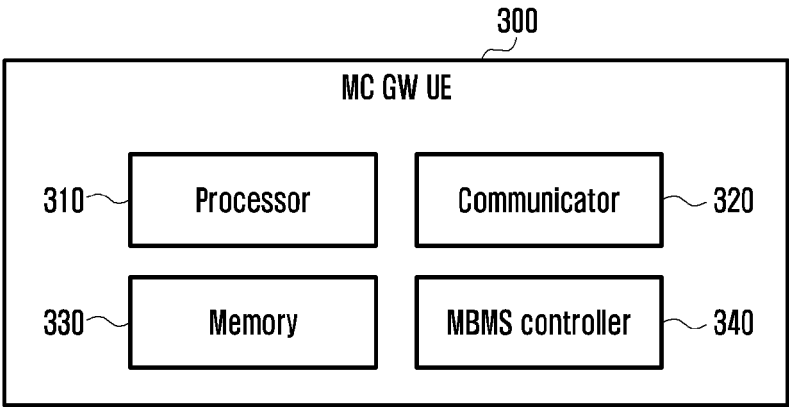 300
MC GW UE
310 Processor Communicator 320
330 Memory MBMS controller 340